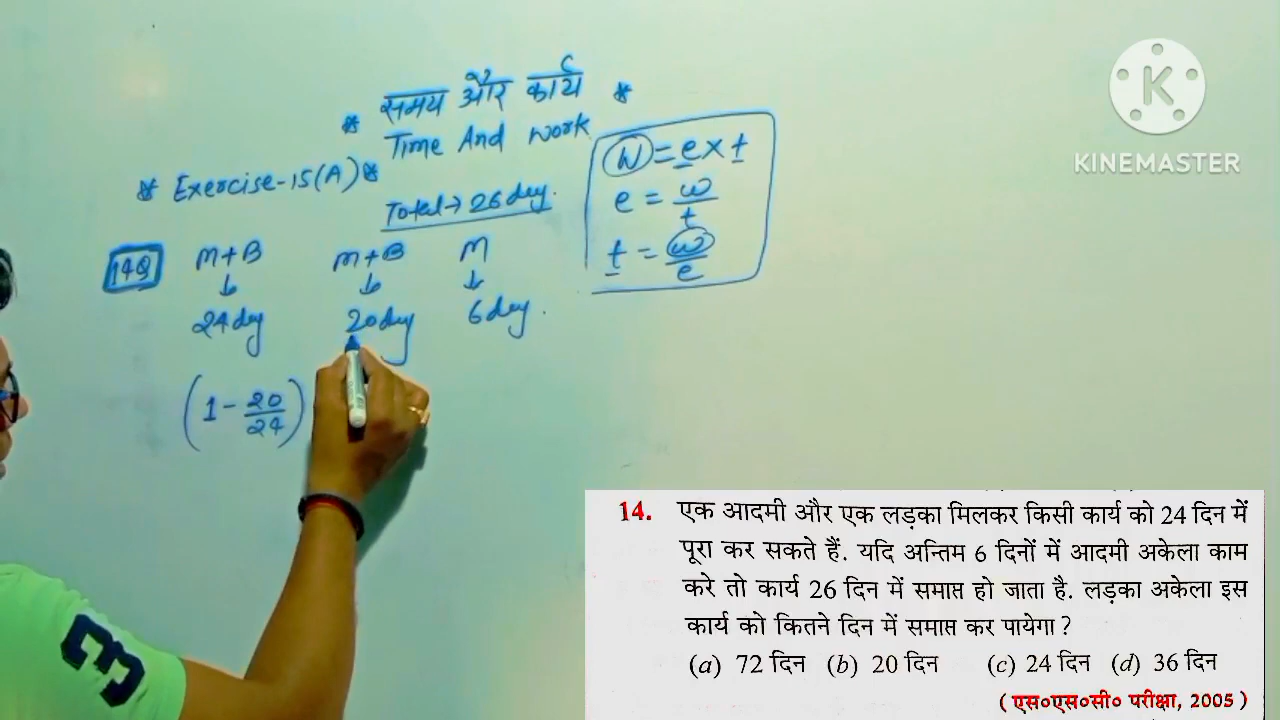 KINEMASTER
* समय और कार्य *
Time And work
* Exercise-15(A) *
Total → 26 day.
W = e x t
e = w/t
t = w/e
14Q M+B M+B M
↓ ↓ ↓
24 day 20 day 6 day.
(1 - 20/24)
14. एक आदमी और एक लड़का मिलकर किसी कार्य को 24 दिन में
पूरा कर सकते हैं. यदि अन्तिम 6 दिनों में आदमी अकेला काम
करे तो कार्य 26 दिन में समाप्त हो जाता है. लड़का अकेला इस
कार्य को कितने दिन में समाप्त कर पायेगा ?
(a) 72 दिन (b) 20 दिन (c) 24 दिन (d) 36 दिन
( एस०एस०सी० परीक्षा, 2005 )
3